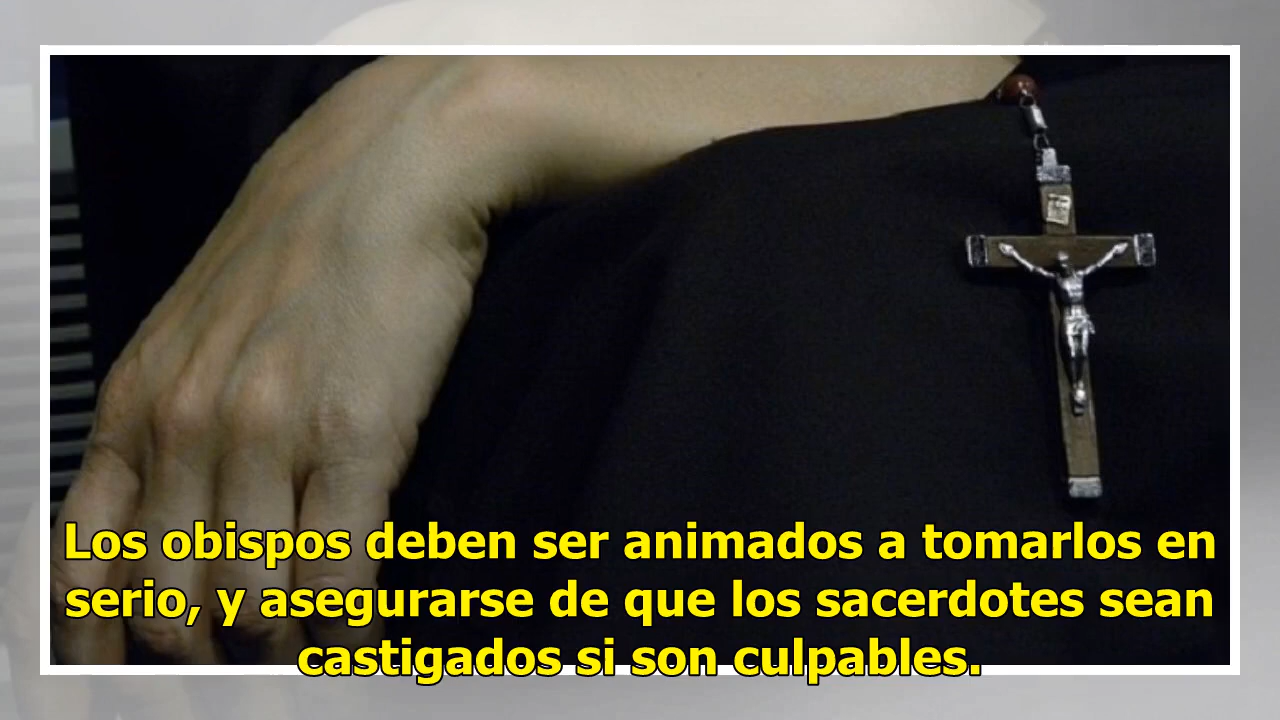 Los obispos deben ser animados a tomarlos en
serio, y asegurarse de que los sacerdotes sean
castigados si son culpables.